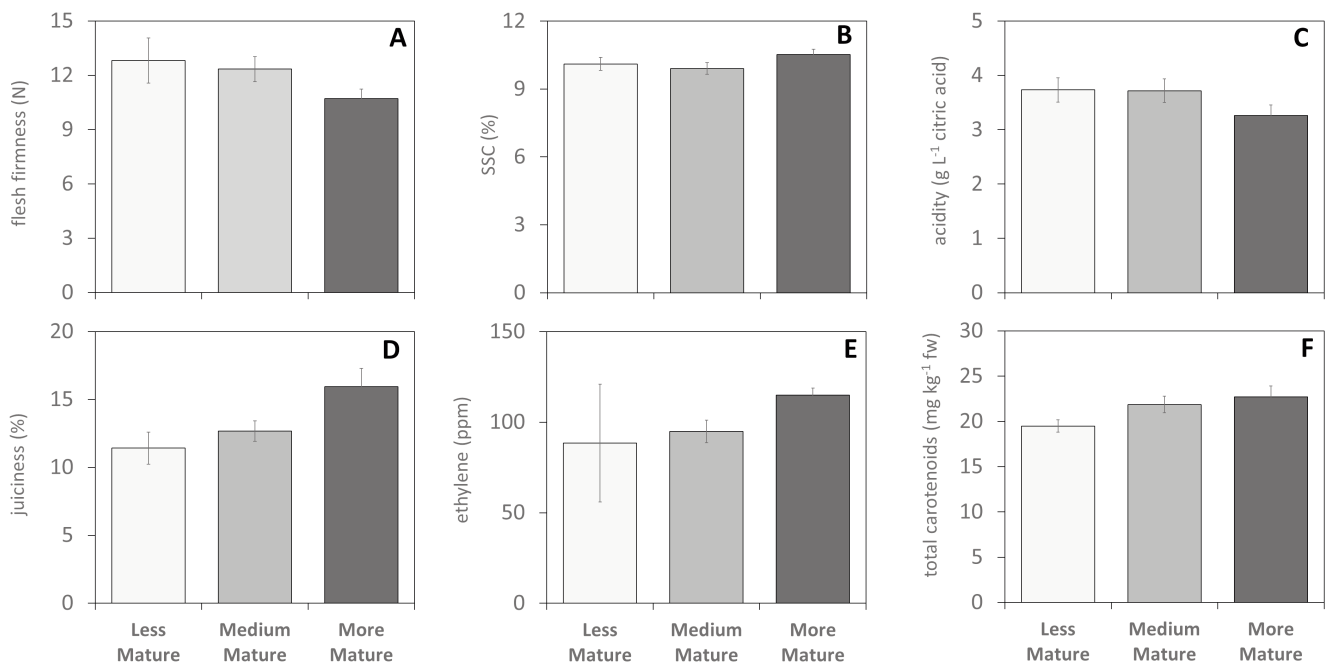 A
15
12
9
6
3
0
flesh firmness (N)
B
12
9
6
3
0
SSC (%)
C
5
4
3
2
1
0
acidity (g L⁻¹ citric acid)
D
20
15
10
5
0
juiciness (%)
Less Mature
Medium Mature
More Mature
E
150
100
50
0
ethylene (ppm)
Less Mature
Medium Mature
More Mature
F
30
25
20
15
10
5
0
total carotenoids (mg kg⁻¹ fw)
Less Mature
Medium Mature
More Mature